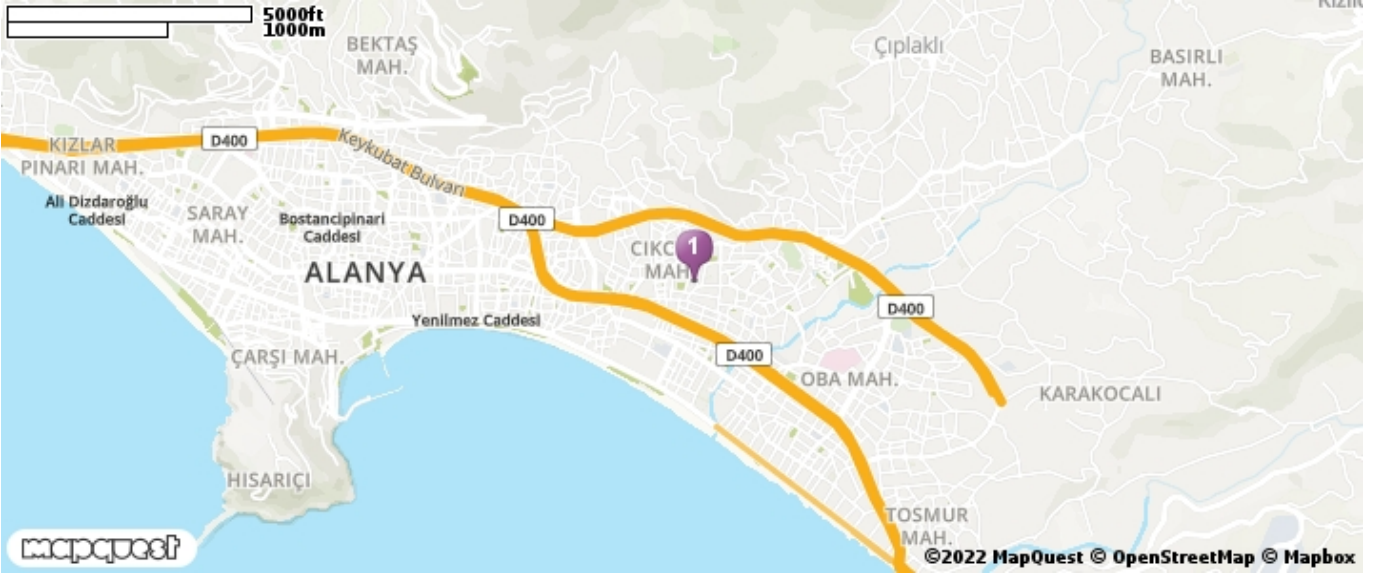 5000ft
1000m
BEKTAŞ
MAH.
Çıplaklı
BASIRLI
MAH.
D400
KIZLAR
PINARI MAH.
Keykubat Bulvarı
Ali Dizdaroğlu
Caddesi
SARAY
MAH.
Bostancipinari
Caddesi
D400
CIKC
MAH.
1
ALANYA
Yenilmez Caddesi
D400
D400
ÇARŞI MAH.
OBA MAH.
KARAKOCALI
HISARIÇI
TOSMUR
MAH.
mapquest
©2022 MapQuest © OpenStreetMap © Mapbox